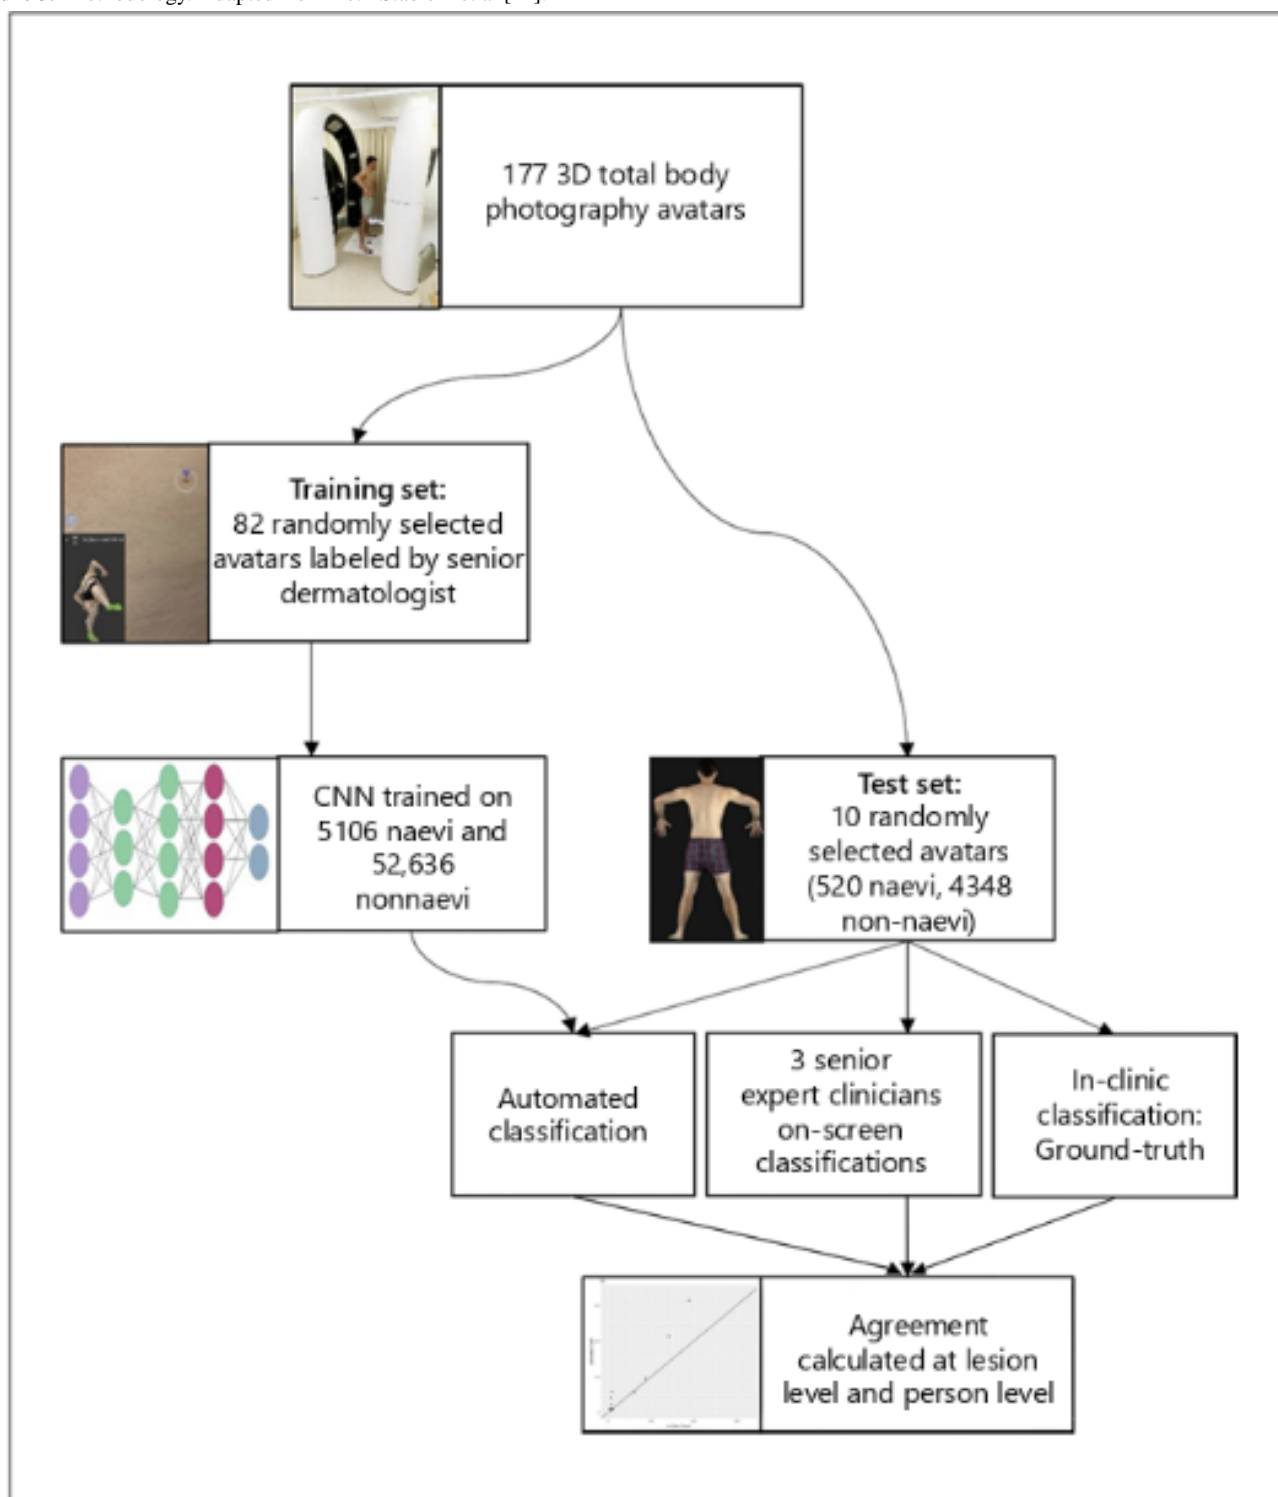 177 3D total body
photography avatars
Training set:
82 randomly selected
avatars labeled by senior
dermatologist
CNN trained on
5106 naevi and
52,636
nonnaevi
Test set:
10 randomly
selected avatars
(520 naevi, 4348
non-naevi)
Automated
classification
3 senior
expert clinicians
on-screen
classifications
In-clinic
classification:
Ground-truth
Agreement
calculated at lesion
level and person level